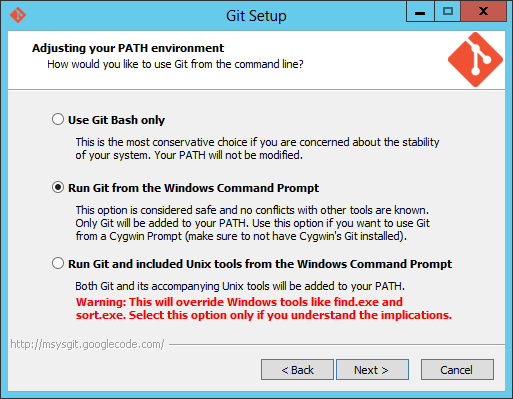 Git Setup
Adjusting your PATH environment
How would you like to use Git from the command line?
Use Git Bash only
This is the most conservative choice if you are concerned about the stability
of your system. Your PATH will not be modified.
Run Git from the Windows Command Prompt
This option is considered safe and no conflicts with other tools are known.
Only Git will be added to your PATH. Use this option if you want to use Git
from a Cygwin Prompt (make sure to not have Cygwin's Git installed).
Run Git and included Unix tools from the Windows Command Prompt
Both Git and its accompanying Unix tools will be added to your PATH.
Warning: This will override Windows tools like find.exe and
sort.exe. Select this option only if you understand the implications.
http://msysgit.googlecode.com/
< Back
Next >
Cancel